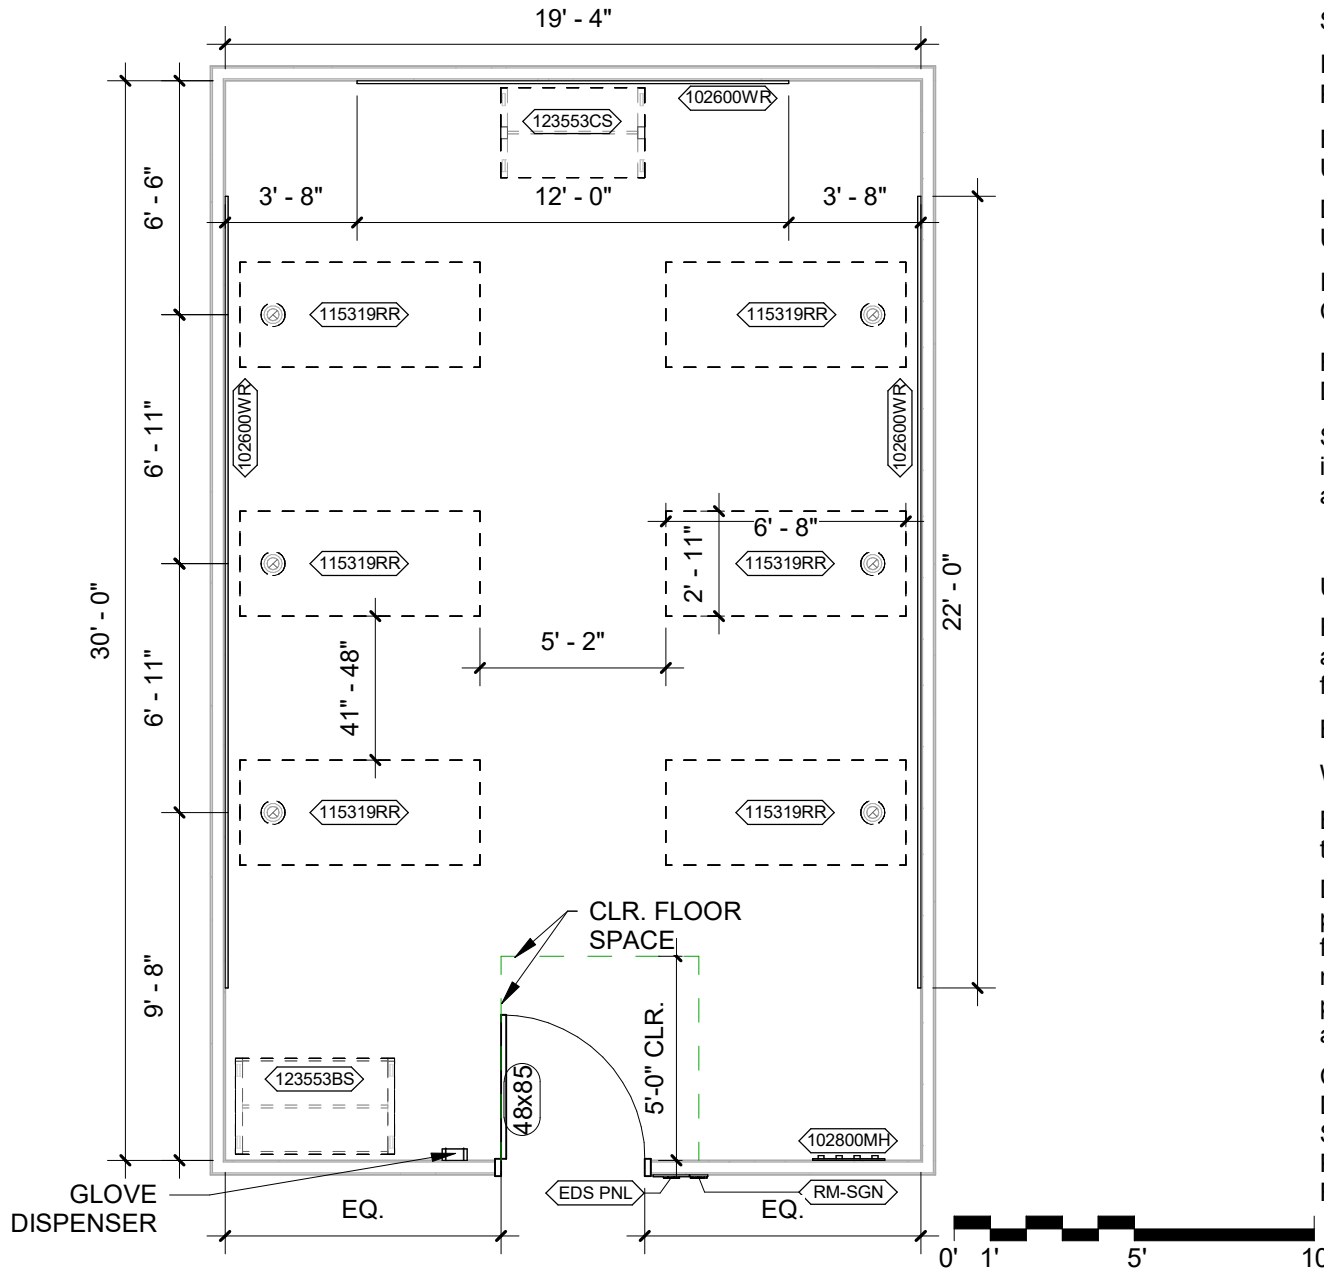 19' - 4"
102600WR
123553CS
6' - 6"
3' - 8"
12' - 0"
3' - 8"
115319RR
115319RR
6' - 11"
102600WR
102600WR
6' - 8"
2' - 11"
115319RR
115319RR
30' - 0"
22' - 0"
5' - 2"
41" - 48"
6' - 11"
115319RR
115319RR
CLR. FLOOR
SPACE
9' - 8"
5'-0" CLR.
123553BS
48x85
102800MH
GLOVE
DISPENSER
EQ.
EDS PNL
RM-SGN
EQ.
0' 1' 5' 10